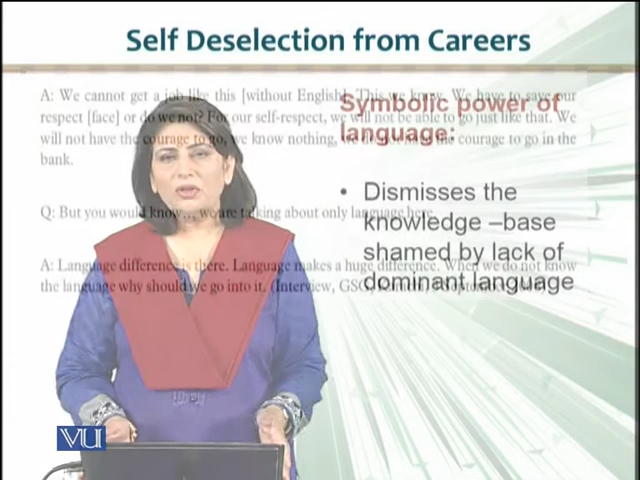 Self Deselection from Careers
A: We cannot get a job like this [without English]. This we know. We have to save our
respect [face] or do we not? For our self-respect, we will not be able to go just like that. We
will not have the courage to go, we know nothing, the courage to go in the
bank.
Q: But you would know... we are talking about only language here.
A: Language difference is there. Language makes a huge difference. When we do not know
the language why should we go into it. (Interview, GSC,
Symbolic power of
language:
• Dismisses the
knowledge –base
shamed by lack of
dominant language
VU